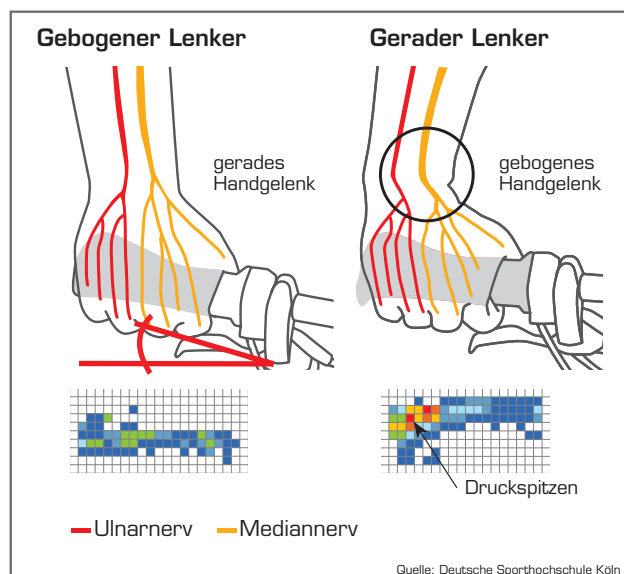 Gebogener Lenker
Gerader Lenker
gerades
Handgelenk
gebogenes
Handgelenk
Druckspitzen
Ulnarnerv
Mediannerv
Quelle: Deutsche Sporthochschule Köln